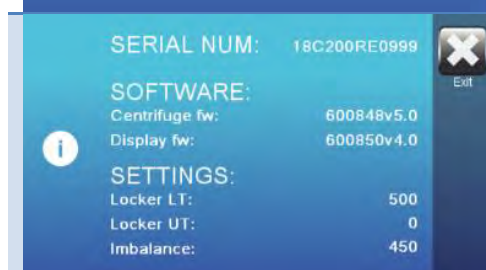 SERIAL NUM: 18C200RE0999
Exit
SOFTWARE:
Centrifuge fw: 600848v5.0
Display fw: 600850v4.0
i
SETTINGS:
Locker LT: 500
Locker UT: 0
Imbalance: 450